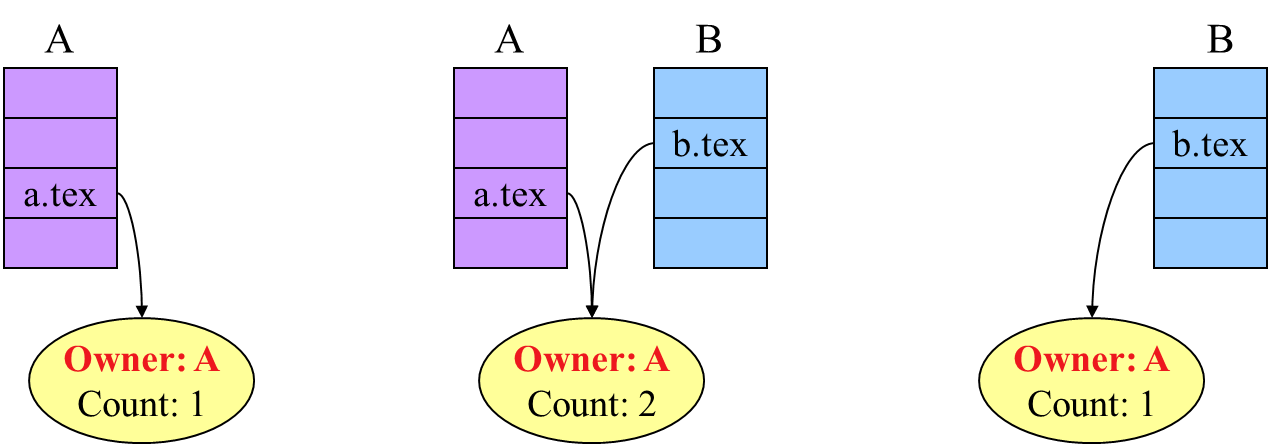 A
a.tex
Owner: A
Count: 1
A
B
b.tex
a.tex
Owner: A
Count: 2
B
b.tex
Owner: A
Count: 1